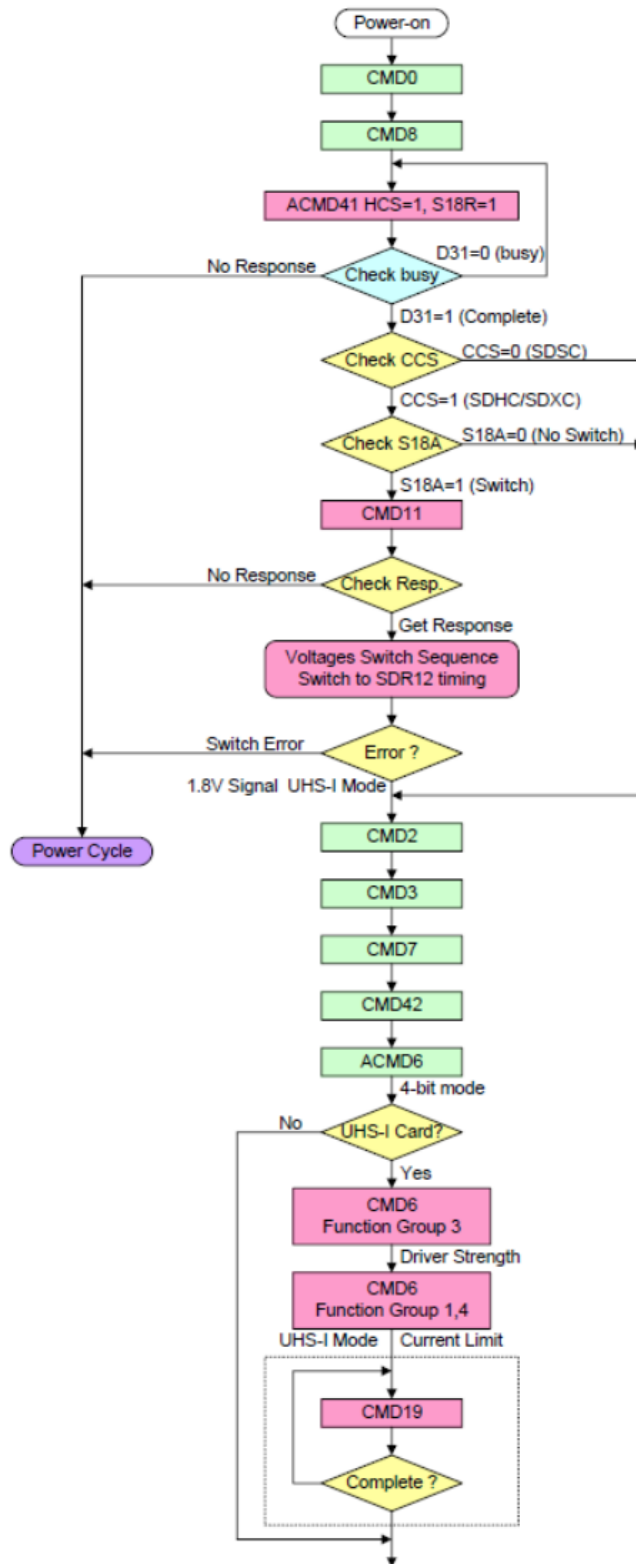 Power-on
CMD0
CMD8
ACMD41 HCS=1, S18R=1
D31=0 (busy)
No Response
Check busy
D31=1 (Complete)
CCS=0 (SDSC)
Check CCS
CCS=1 (SDHC/SDXC)
S18A=0 (No Switch)
Check S18A
S18A=1 (Switch)
CMD11
No Response
Check Resp.
Get Response
Voltages Switch Sequence
Switch to SDR12 timing
Switch Error
Error ?
1.8V Signal UHS-I Mode
CMD2
Power Cycle
CMD3
CMD7
CMD42
ACMD6
4-bit mode
No
UHS-I Card?
Yes
CMD6
Function Group 3
Driver Strength
CMD6
Function Group 1,4
UHS-I Mode
Current Limit
CMD19
Complete ?